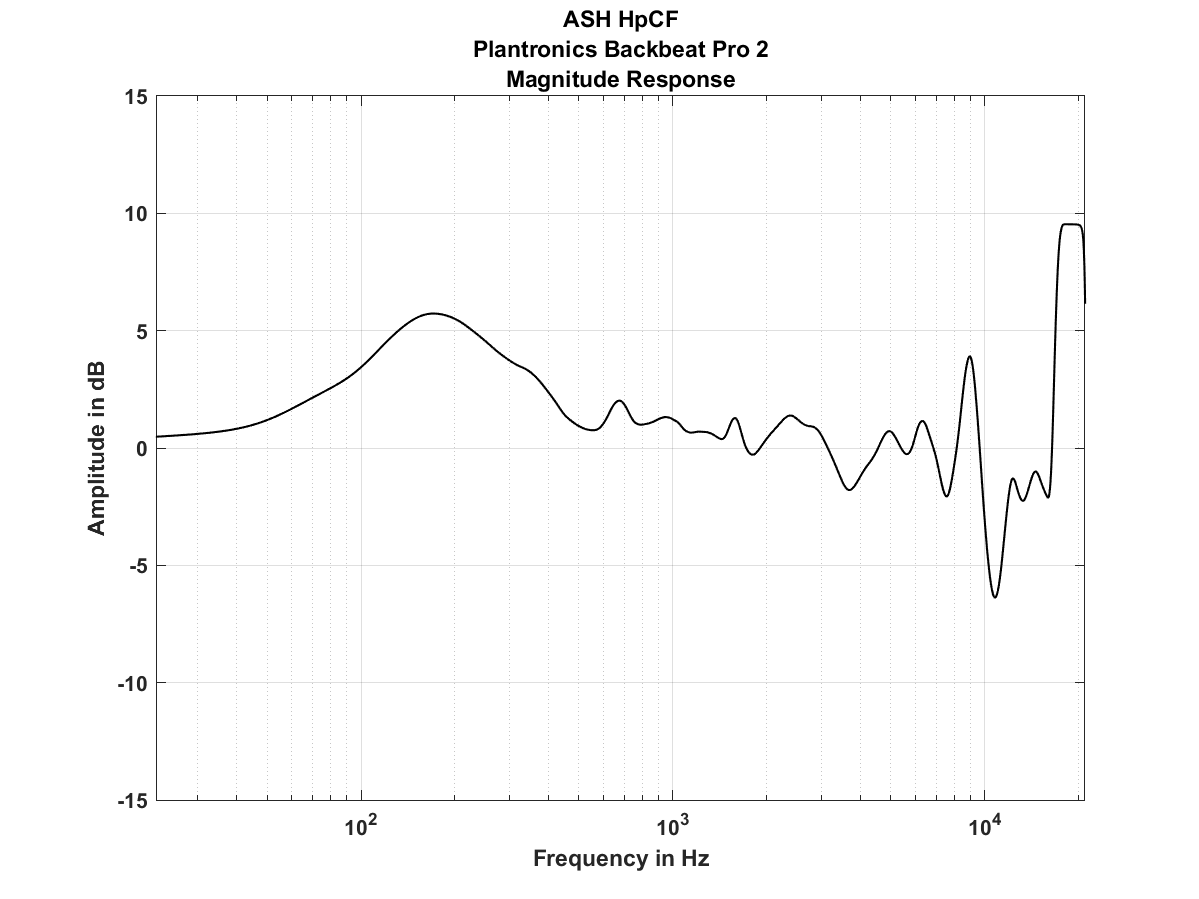 ASH HpCF
Plantronics Backbeat Pro 2
Magnitude Response
15
10
5
0
-5
-10
-15
Amplitude in dB
10²
10³
10⁴
Frequency in Hz